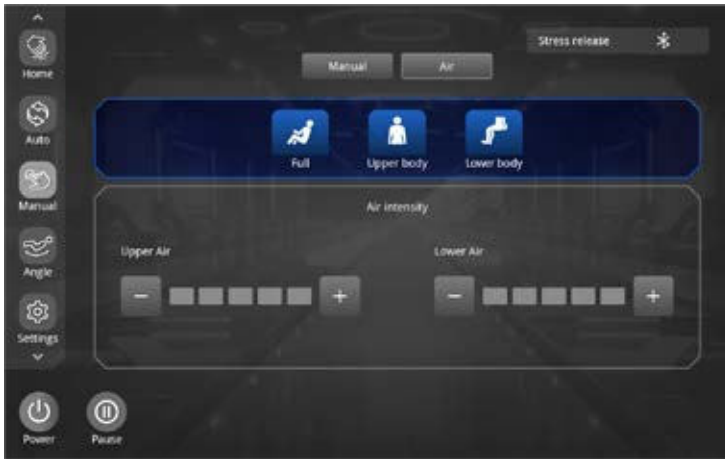 Stress release
Manual
Air
Home
Auto
Manual
Angle
Settings
Full
Upper body
Lower body
Air intensity
Upper Air
Lower Air
Power
Pause